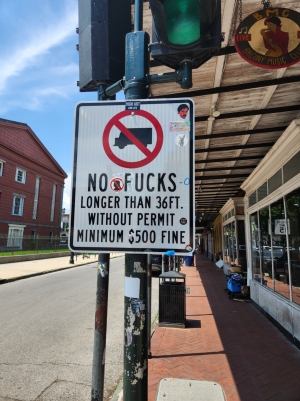 NO FUCKS
LONGER THAN 36FT.
WITHOUT PERMIT
MINIMUM $500 FINE